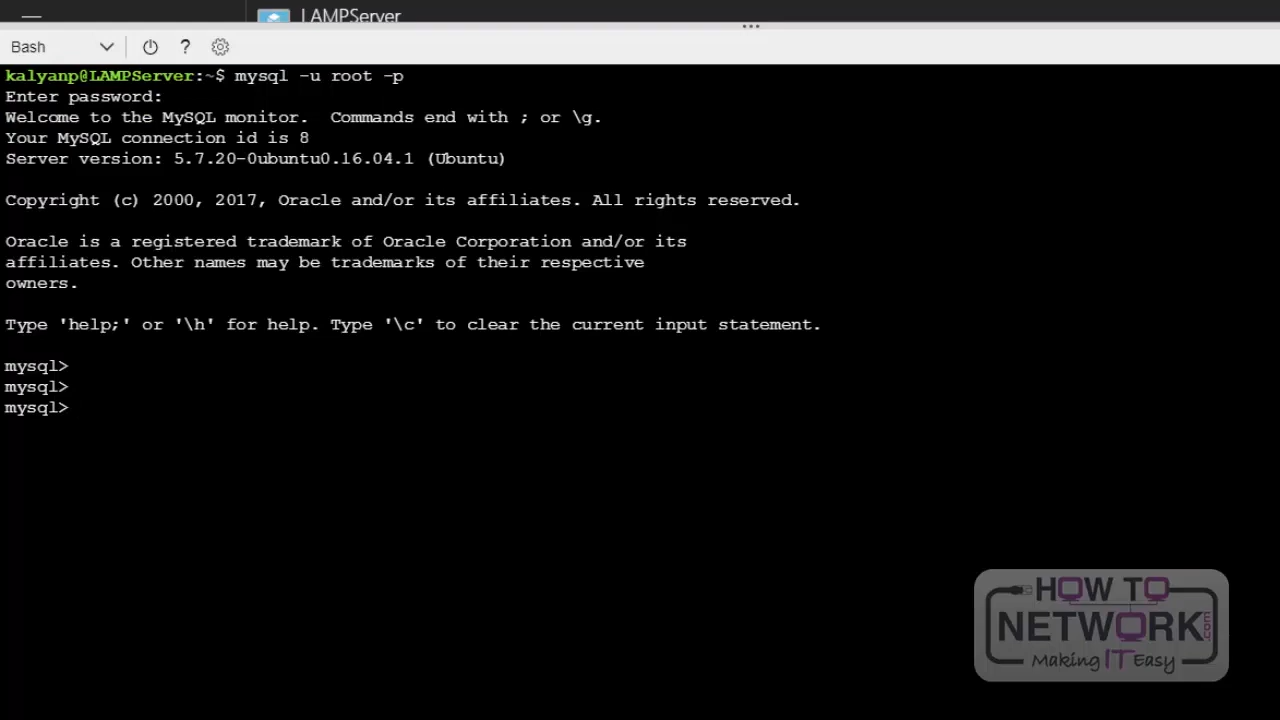 LAMPServer
Bash
?
kalyanp@LAMPServer:~$ mysql -u root -p
Enter password:
Welcome to the MySQL monitor.  Commands end with ; or \g.
Your MySQL connection id is 8
Server version: 5.7.20-0ubuntu0.16.04.1 (Ubuntu)
Copyright (c) 2000, 2017, Oracle and/or its affiliates. All rights reserved.
Oracle is a registered trademark of Oracle Corporation and/or its
affiliates. Other names may be trademarks of their respective
owners.
Type 'help;' or '\h' for help. Type '\c' to clear the current input statement.
mysql>
mysql>
mysql>
HOW TO
NETWORK.com
Making IT Easy